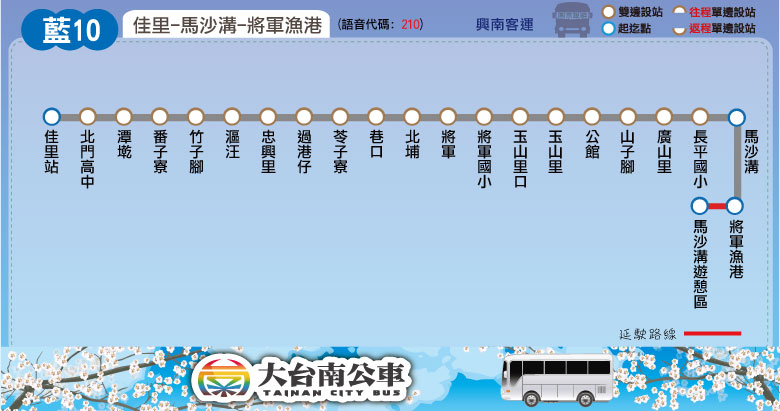 藍10
佳里-馬沙溝-將軍漁港
(語音代碼: 210)
興南客運
雙邊設站
往程單邊設站
起迄點
返程單邊設站
佳里站
北門高中
潭墘
番子寮
竹子腳
漚汪
忠興里
過港仔
苓子寮
巷口
北埔
將軍
將軍國小
玉山里口
玉山里
公館
山子腳
廣山里
長平國小
馬沙溝
將軍漁港
馬沙溝遊憩區
延駛路線
大台南公車
TAINAN CITY BUS